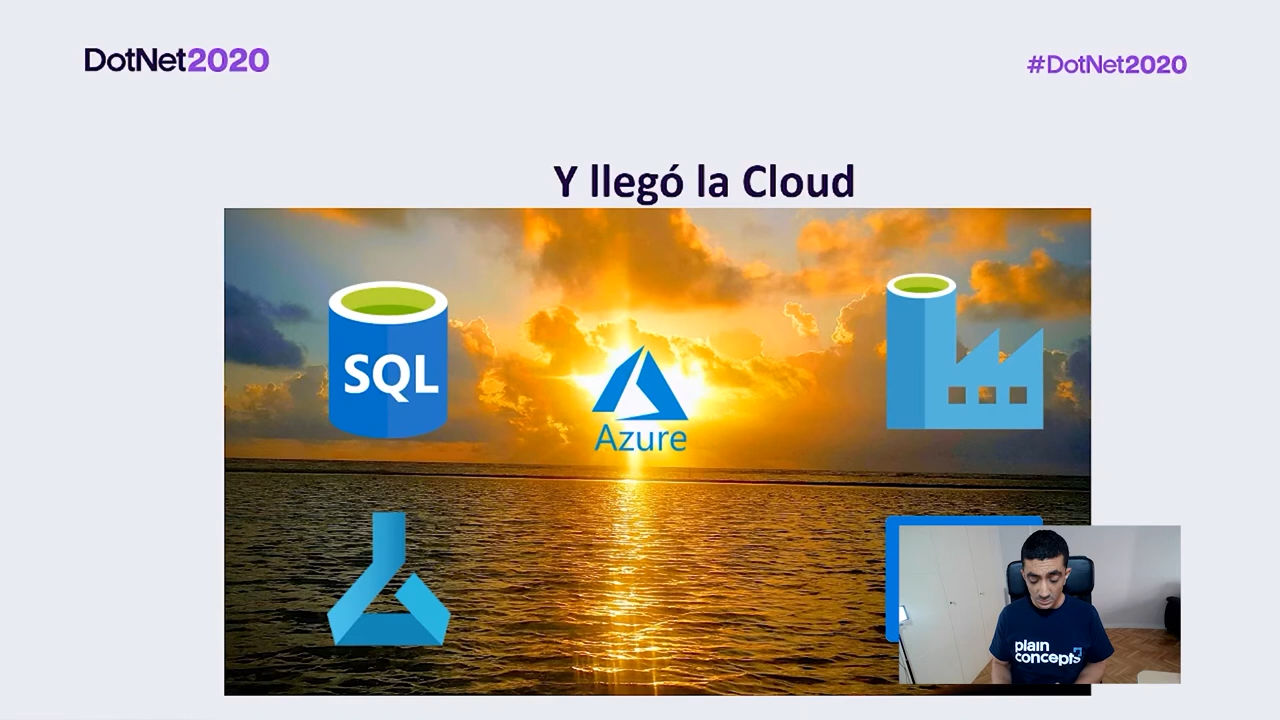 DotNet2020
#DotNet2020
Y llegó la Cloud
SQL
Azure
plain
concepts